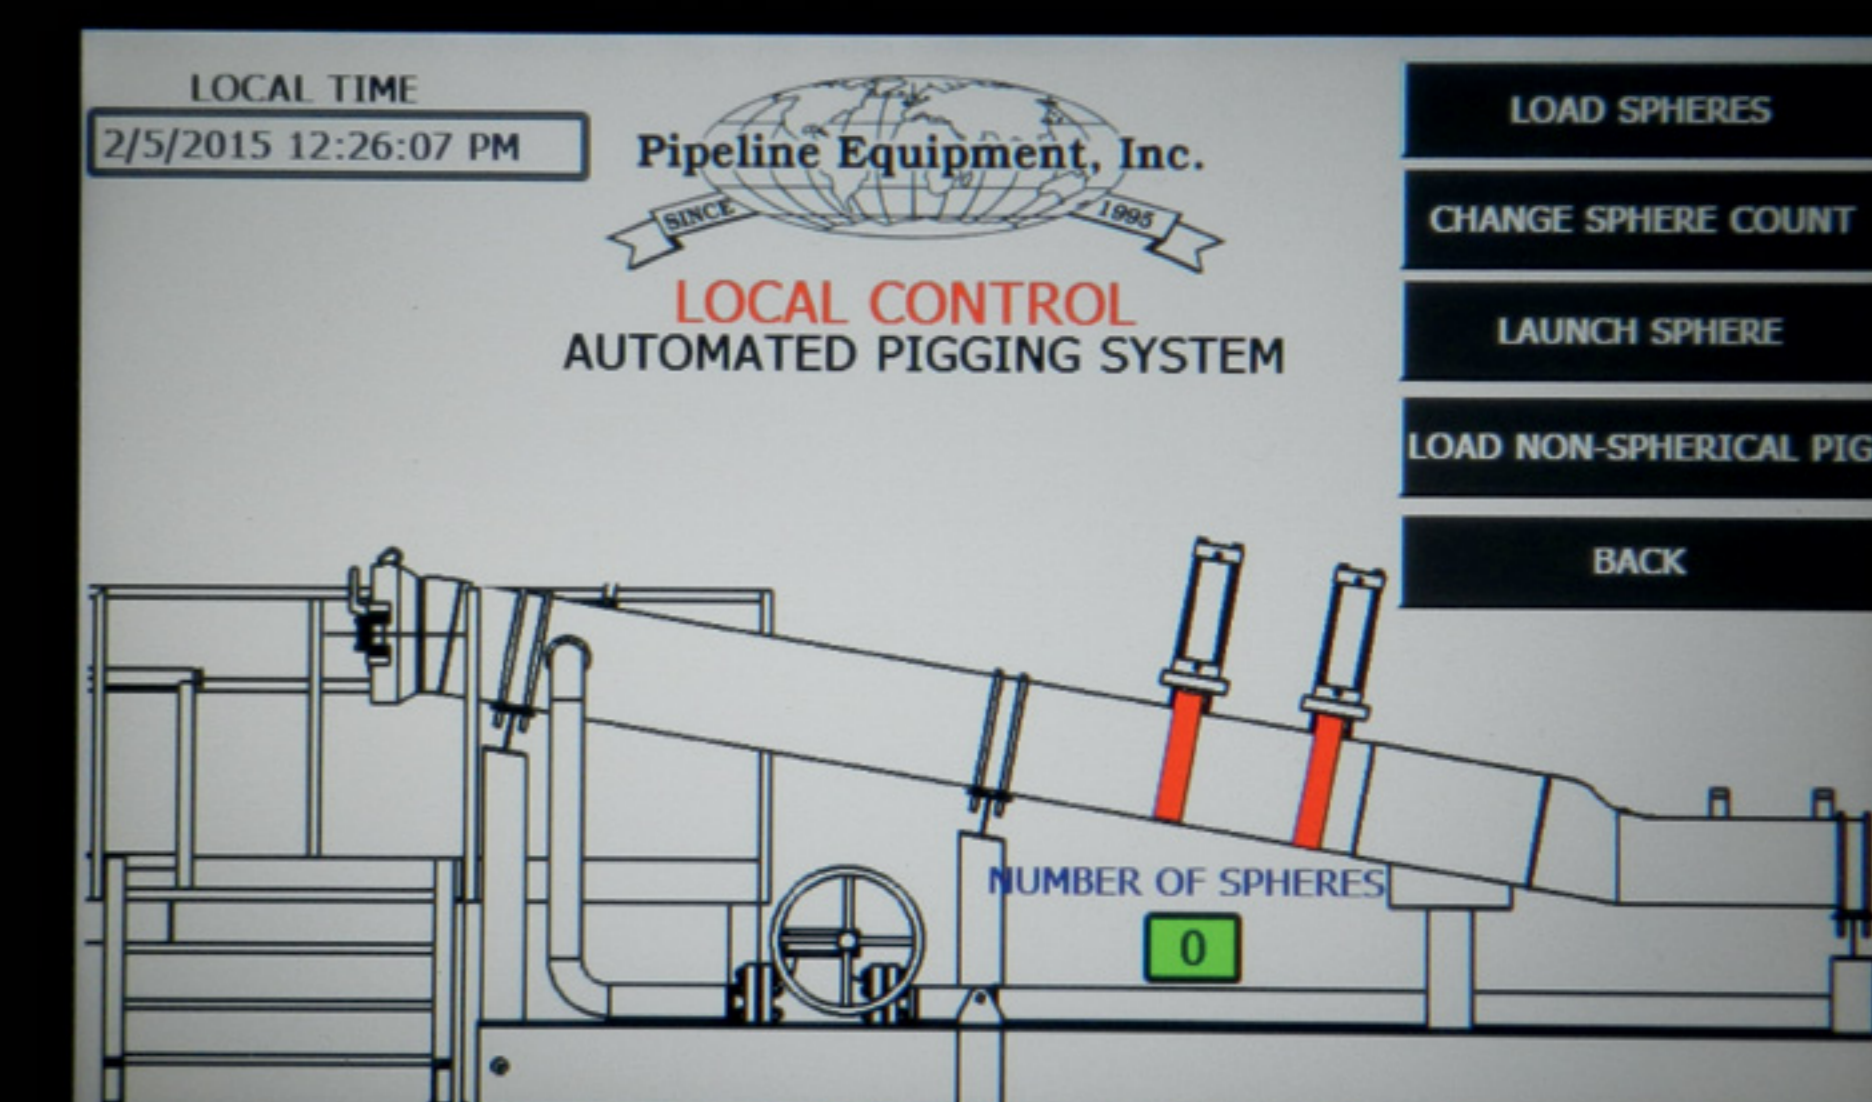 LOCAL TIME
2/5/2015 12:26:07 PM
Pipeline Equipment, Inc.
SINCE 1995
LOCAL CONTROL
AUTOMATED PIGGING SYSTEM
LOAD SPHERES
CHANGE SPHERE COUNT
LAUNCH SPHERE
LOAD NON-SPHERICAL PIG
BACK
NUMBER OF SPHERES
0